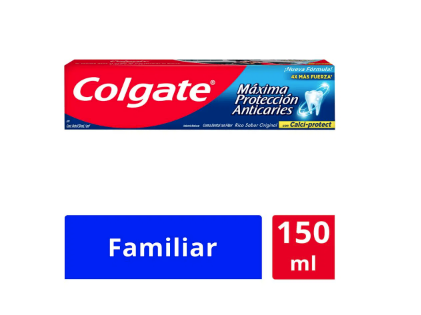 ¡Nueva Fórmula!
4X MÁS FUERZA!
Colgate®
Máxima
Protección
Anticaries
Rico Sabor Original
con Calci-protect
Familiar
150
ml